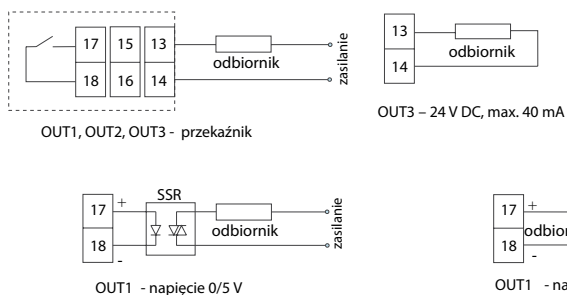 17 15 13
18 16 14
odbiornik
zasilanie
OUT1, OUT2, OUT3 - przekaźnik
13
14
odbiornik
OUT3 – 24 V DC, max. 40 mA
17
18
+
-
SSR
odbiornik
zasilanie
OUT1 - napięcie 0/5 V
17
18
+
-
odbior
OUT1 - na